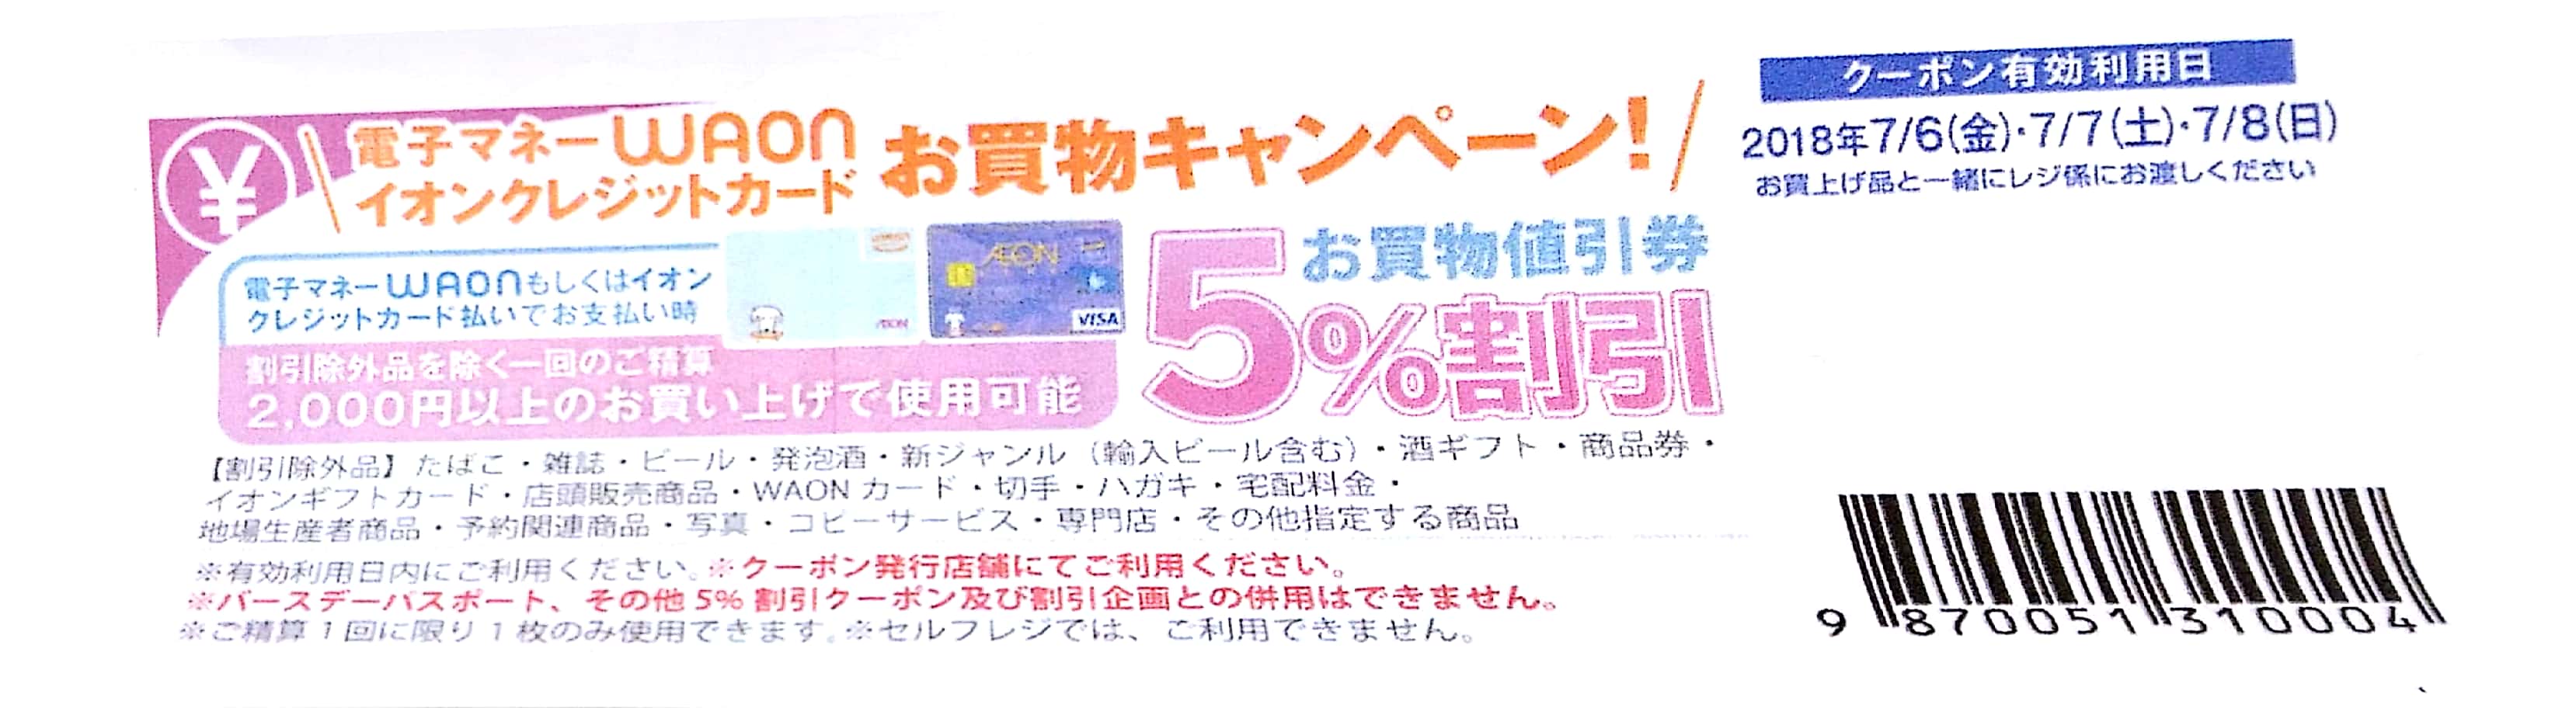 ¥
電子マネーWAON
イオンクレジットカード
お買物キャンペーン!
電子マネーWAONもしくはイオン
クレジットカード払いでお支払い時
AEON
AEON
VISA
割引除外品を除く一回のご精算
2,000円以上のお買い上げで使用可能
お買物値引券
5%割引
【割引除外品】たばこ・雑誌・ビール・発泡酒・新ジャンル（輸入ビール含む）・酒ギフト・商品券・
イオンギフトカード・店頭販売商品・WAONカード・切手・ハガキ・宅配料金・
地場生産者商品・予約関連商品・写真・コピーサービス・専門店・その他指定する商品
※有効利用日内にご利用ください。※クーポン発行店舗にてご利用ください。
※バースデーパスポート、その他5%割引クーポン及び割引企画との併用はできません。
※ご精算1回に限り1枚のみ使用できます。※セルフレジでは、ご利用できません。
クーポン有効利用日
2018年7/6(金)・7/7(土)・7/8(日)
お買上げ品と一緒にレジ係にお渡しください
9 870051 310004